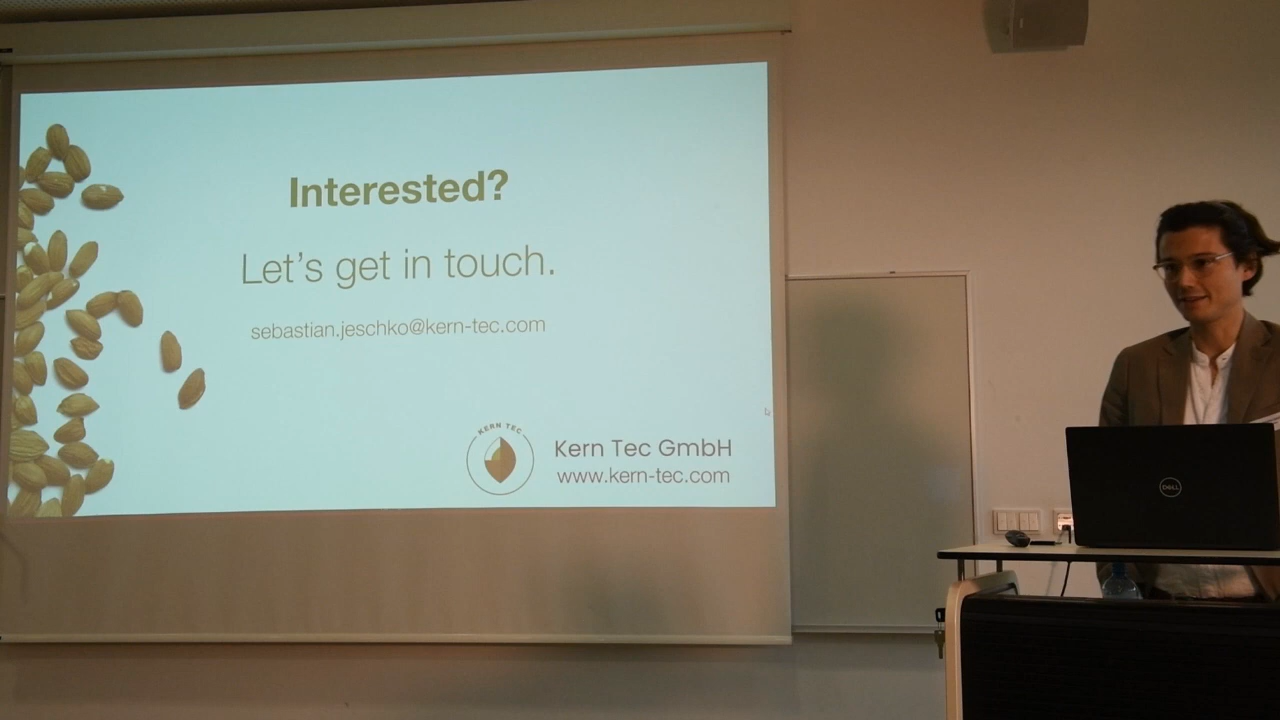 Interested?
Let's get in touch.
sebastian.jeschko@kern-tec.com
KERN TEC
Kern Tec GmbH
www.kern-tec.com
DELL